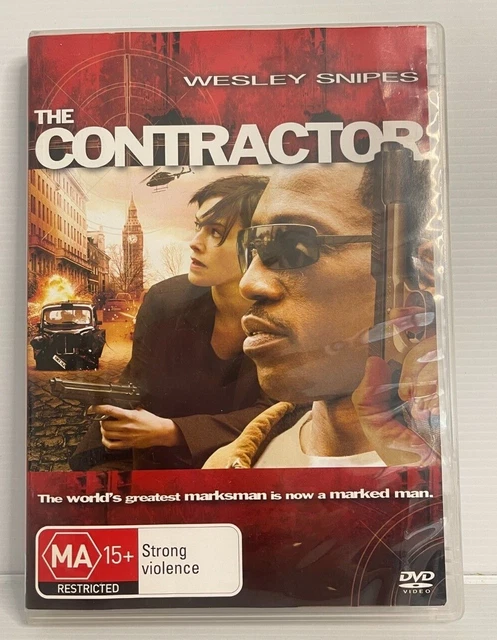 WESLEY SNIPES
THE
CONTRACTOR
The world's greatest marksman is now a marked man.
MA 15+
RESTRICTED
Strong
violence
DVD
VIDEO